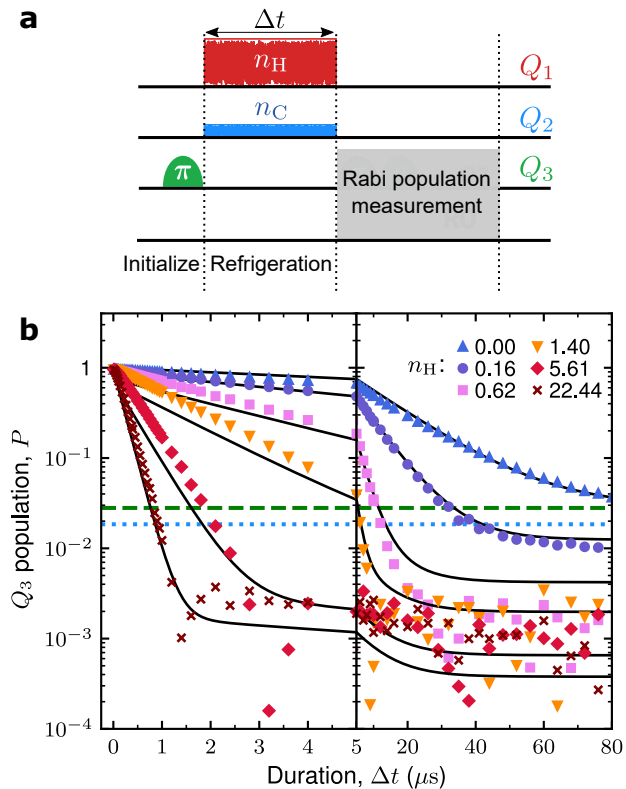 a
Δt
n_H
Q_1
n_C
Q_2
π
Q_3
Rabi population
measurement
Initialize
Refrigeration
b
n_H:
0.00
1.40
0.16
5.61
0.62
22.44
Q_3 population, P
1
10^−1
10^−2
10^−3
10^−4
0 1 2 3 4 5 20 40 60 80
Duration, Δt (μs)